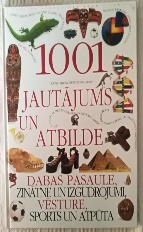 1001
JAUTĀJUMS
UN
ATBILDE
DABAS PASAULE,
ZINĀTNE UN IZGUDROJUMI,
VĒSTURE,
SPORTS UN ATPŪTA